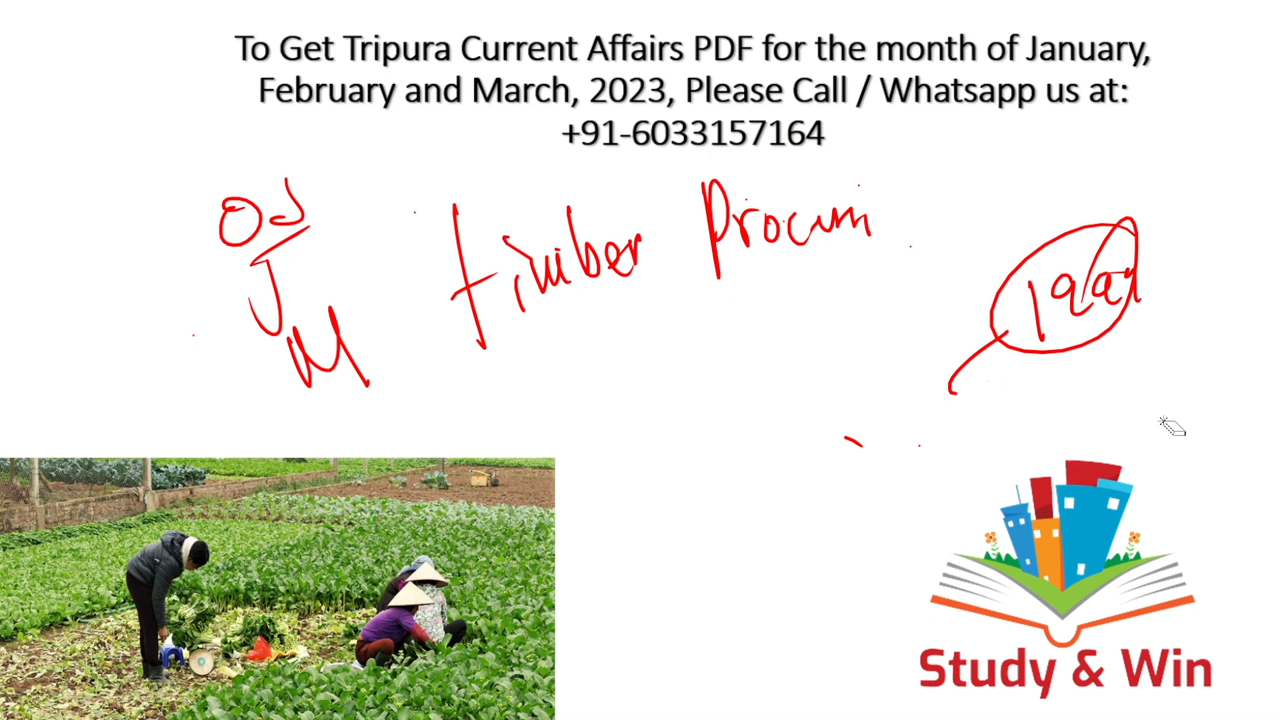 To Get Tripura Current Affairs PDF for the month of January,
February and March, 2023, Please Call / Whatsapp us at:
+91-6033157164
timber Procum
J
M
Study & Win